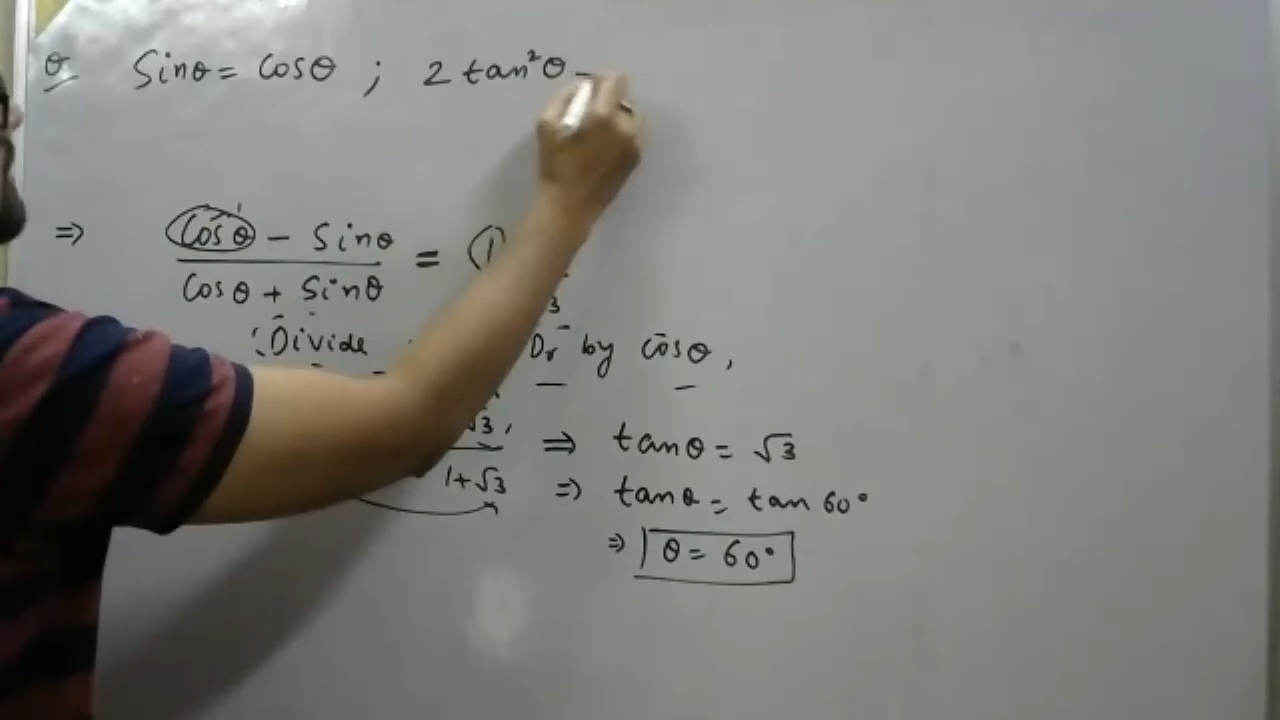 Q Sinθ = Cosθ ; 2 tan²θ -
⇒ Cosθ - Sinθ / Cosθ + Sinθ = 1
3
Divide Dr by Cosθ,
√3, ⇒ tanθ = √3
1+√3 ⇒ tanθ = tan 60°
⇒ θ = 60°